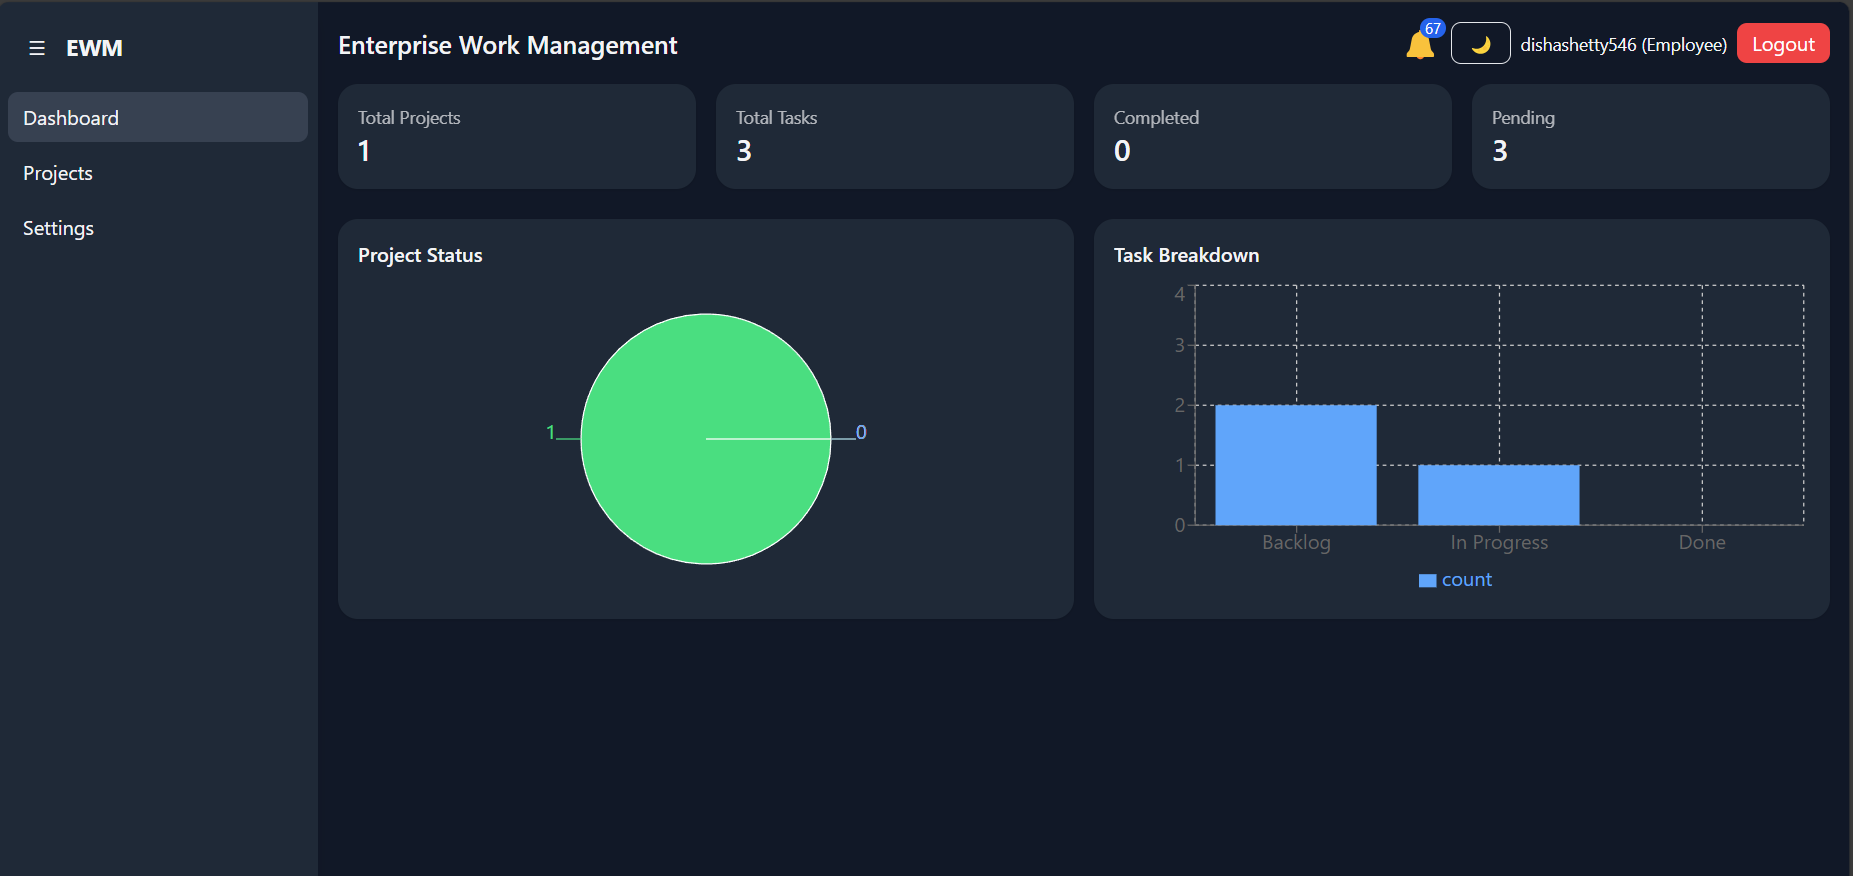 ☰ EWM
Dashboard
Projects
Settings
Enterprise Work Management
67
dishashetty546 (Employee)
Logout
Total Projects
1
Total Tasks
3
Completed
0
Pending
3
Project Status
1
0
Task Breakdown
4
3
2
1
0
Backlog
In Progress
Done
count